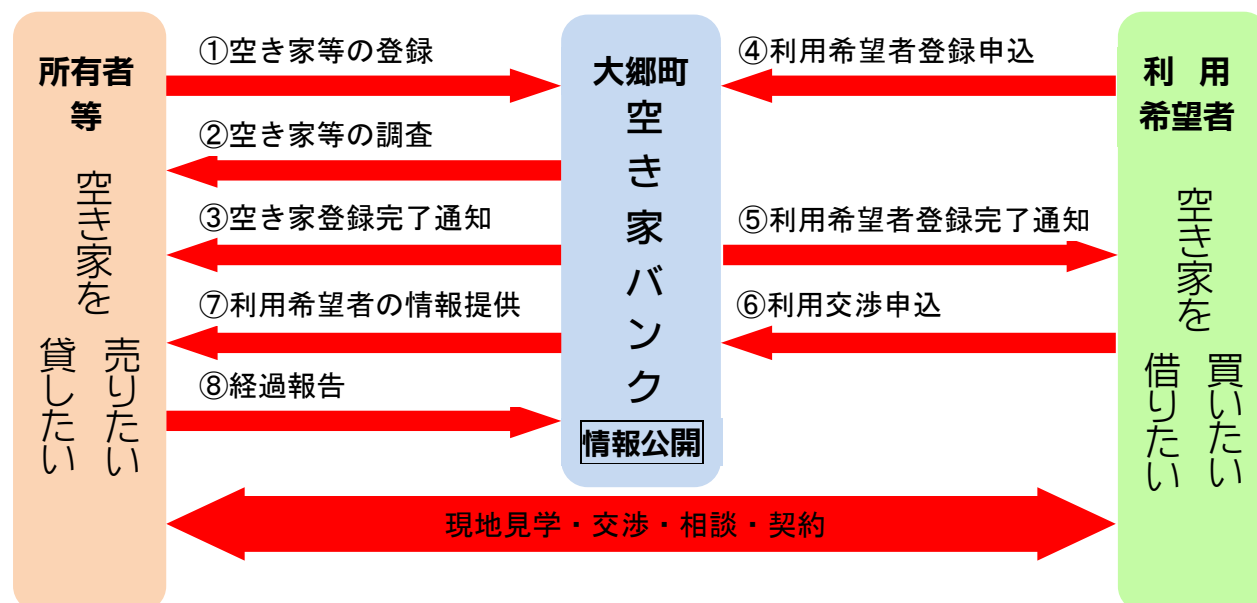 所有者
等
空き家を
売りたい
貸したい
①空き家等の登録
②空き家等の調査
③空き家登録完了通知
⑦利用希望者の情報提供
⑧経過報告
大郷町
空き家バンク
情報公開
④利用希望者登録申込
⑤利用希望者登録完了通知
⑥利用交渉申込
利 用
希望者
空き家を
買いたい
借りたい
現地見学・交渉・相談・契約